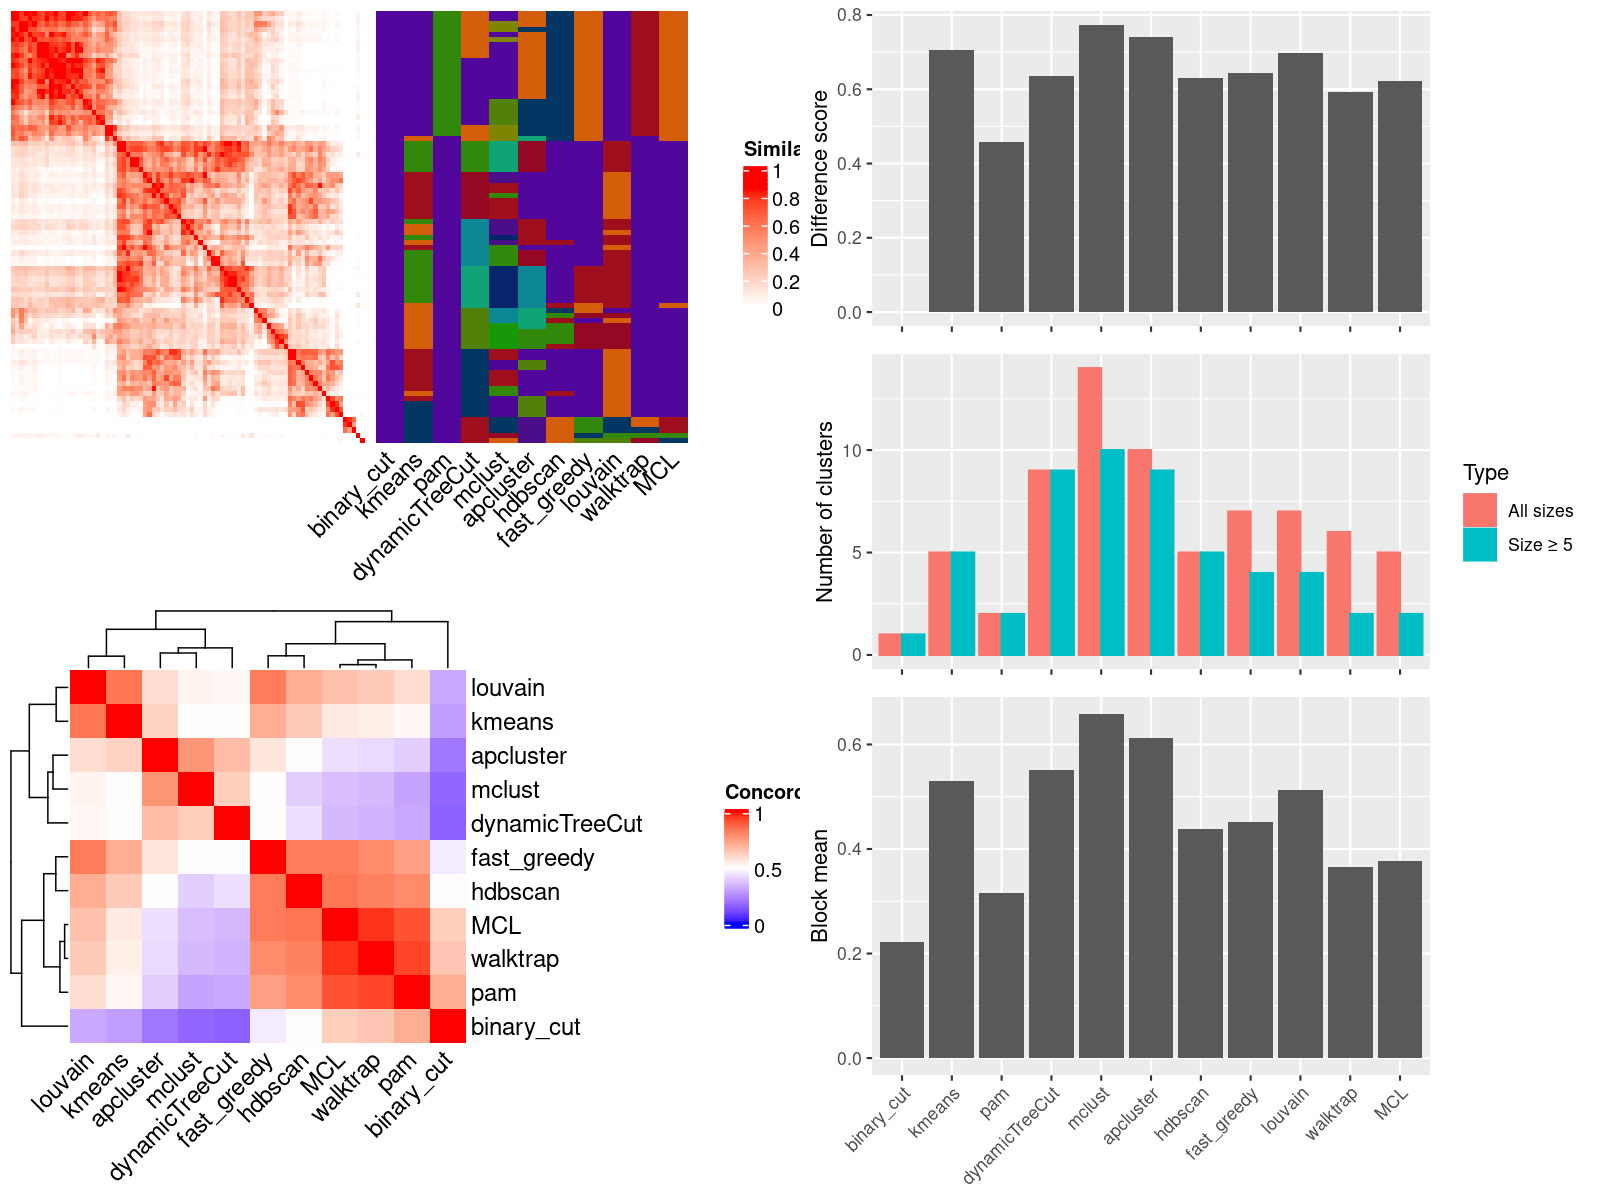 Simila
1
0.8
0.6
0.4
0.2
0
binary_cut
kmeans
pam
dynamicTreeCut
mclust
apcluster
hdbscan
fast_greedy
louvain
walktrap
MCL
louvain
kmeans
apcluster
mclust
dynamicTreeCut
fast_greedy
hdbscan
MCL
walktrap
pam
binary_cut
louvain
kmeans
apcluster
mclust
dynamicTreeCut
fast_greedy
hdbscan
MCL
walktrap
pam
binary_cut
Concord
1
0.5
0
Difference score
0.8
0.6
0.4
0.2
0.0
Number of clusters
10
5
0
Type
All sizes
Size ≥ 5
Block mean
0.6
0.4
0.2
0.0
binary_cut
kmeans
pam
dynamicTreeCut
mclust
apcluster
hdbscan
fast_greedy
louvain
walktrap
MCL